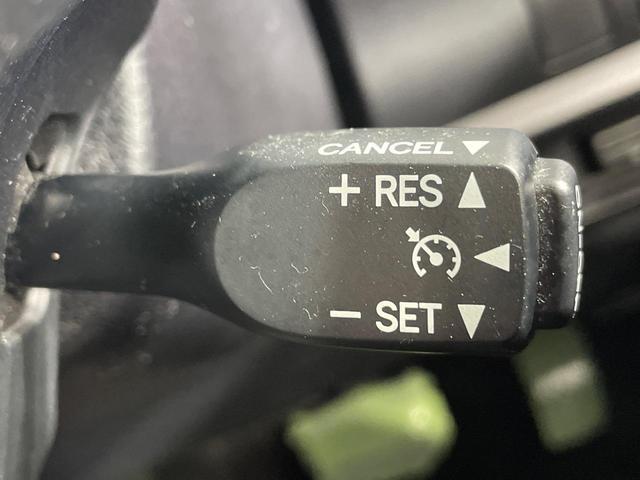 CANCEL ▼
+ RES ▲
◀
− SET ▼